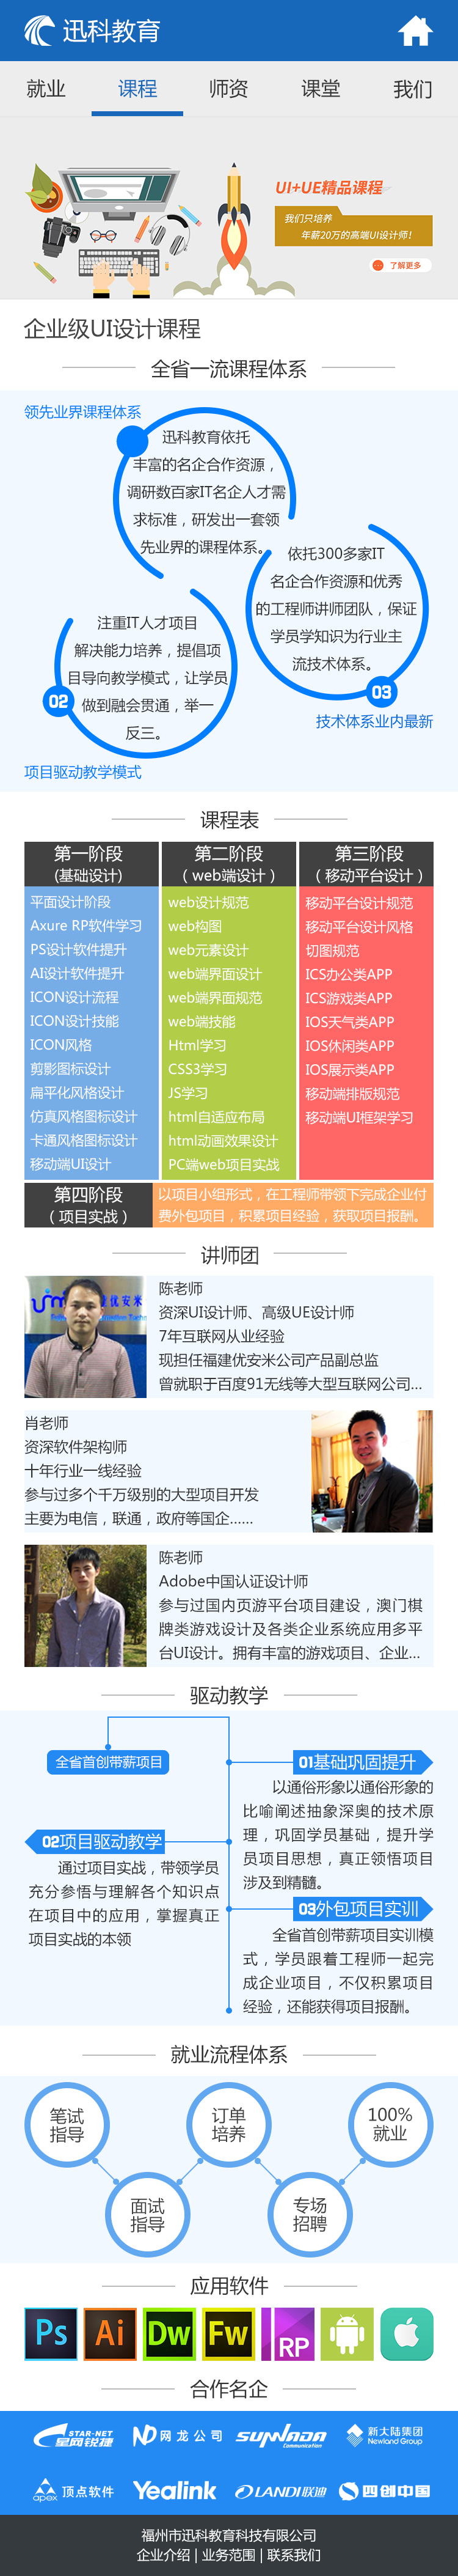 迅科教育
就业 课程 师资 课堂 我们
UI+UE精品课程
我们只培养
年薪20万的高端UI设计师!
了解更多
企业级UI设计课程
全省一流课程体系
领先业界课程体系
迅科教育依托
丰富的名企合作资源，
调研数百家IT名企人才需
求标准，研发出一套领
先业界的课程体系。
依托300多家IT
名企合作资源和优秀
的工程师讲师团队，保证
学员学知识为行业主
流技术体系。
03
技术体系业内最新
注重IT人才项目
解决能力培养，提倡项
目导向教学模式，让学员
做到融会贯通，举一
反三。
02
项目驱动教学模式
课程表
第一阶段
(基础设计)
平面设计阶段
Axure RP软件学习
PS设计软件提升
AI设计软件提升
ICON设计流程
ICON设计技能
ICON风格
剪影图标设计
扁平化风格设计
仿真风格图标设计
卡通风格图标设计
移动端UI设计
第二阶段
（web端设计）
web设计规范
web构图
web元素设计
web端界面设计
web端界面规范
web端技能
Html学习
CSS3学习
JS学习
html自适应布局
html动画效果设计
PC端web项目实战
第三阶段
（移动平台设计）
移动平台设计规范
移动平台设计风格
切图规范
ICS办公类APP
ICS游戏类APP
IOS天气类APP
IOS休闲类APP
IOS展示类APP
移动端排版规范
移动端UI框架学习
第四阶段
（项目实战）
以项目小组形式，在工程师带领下完成企业付
费外包项目，积累项目经验，获取项目报酬。
讲师团
优安米
陈老师
资深UI设计师、高级UE设计师
7年互联网从业经验
现担任福建优安米公司产品副总监
曾就职于百度91无线等大型互联网公司...
肖老师
资深软件构架师
十年行业一线经验
参与过多个千万级别的大型项目开发
主要为电信，联通，政府等国企......
陈老师
Adobe中国认证设计师
参与过国内页游平台项目建设，澳门棋
牌类游戏设计及各类企业系统应用多平
台UI设计。拥有丰富的游戏项目、企业...
驱动教学
全省首创带薪项目
01基础巩固提升
以通俗形象以通俗形象的
比喻阐述抽象深奥的技术原
理，巩固学员基础，提升学
员项目思想，真正领悟项目
涉及到精髓。
02项目驱动教学
通过项目实战，带领学员
充分参悟与理解各个知识点
在项目中的应用，掌握真正
项目实战的本领
03外包项目实训
全省首创带薪项目实训模
式，学员跟着工程师一起完
成企业项目，不仅积累项目
经验，还能获得项目报酬。
就业流程体系
笔试
指导
订单
培养
100%
就业
面试
指导
专场
招聘
应用软件
Ps Ai Dw Fw RP
合作名企
STAR-NET
星网锐捷
ND 网龙公司
SUNNADA
Communication
新大陆集团
Newland Group
apex 顶点软件
Yealink
LANDI联迪
四创中国
福州市迅科教育科技有限公司
企业介绍 | 业务范围 | 联系我们